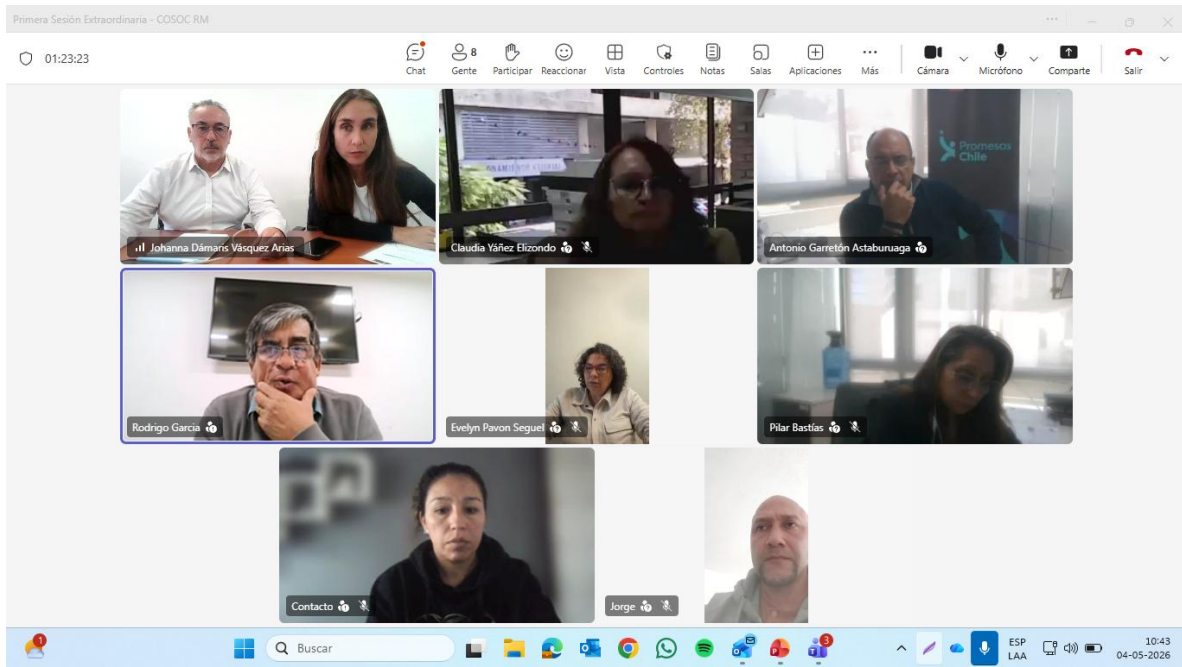 Primera Sesión Extraordinaria - COSOC RM
01:23:23
8
Chat Gente Participar Reaccionar Vista Controles Notas Salas Aplicaciones Más Cámara Micrófono Comparte Salir
Promesas
Chile
Johanna Dámaris Vásquez Arias
Claudia Yáñez Elizondo
Antonio Garretón Astaburuaga
Rodrigo Garcia
Evelyn Pavon Seguel
Pilar Bastías
Contacto
Jorge
1
Buscar
3
ESP
LAA
10:43
04-05-2026